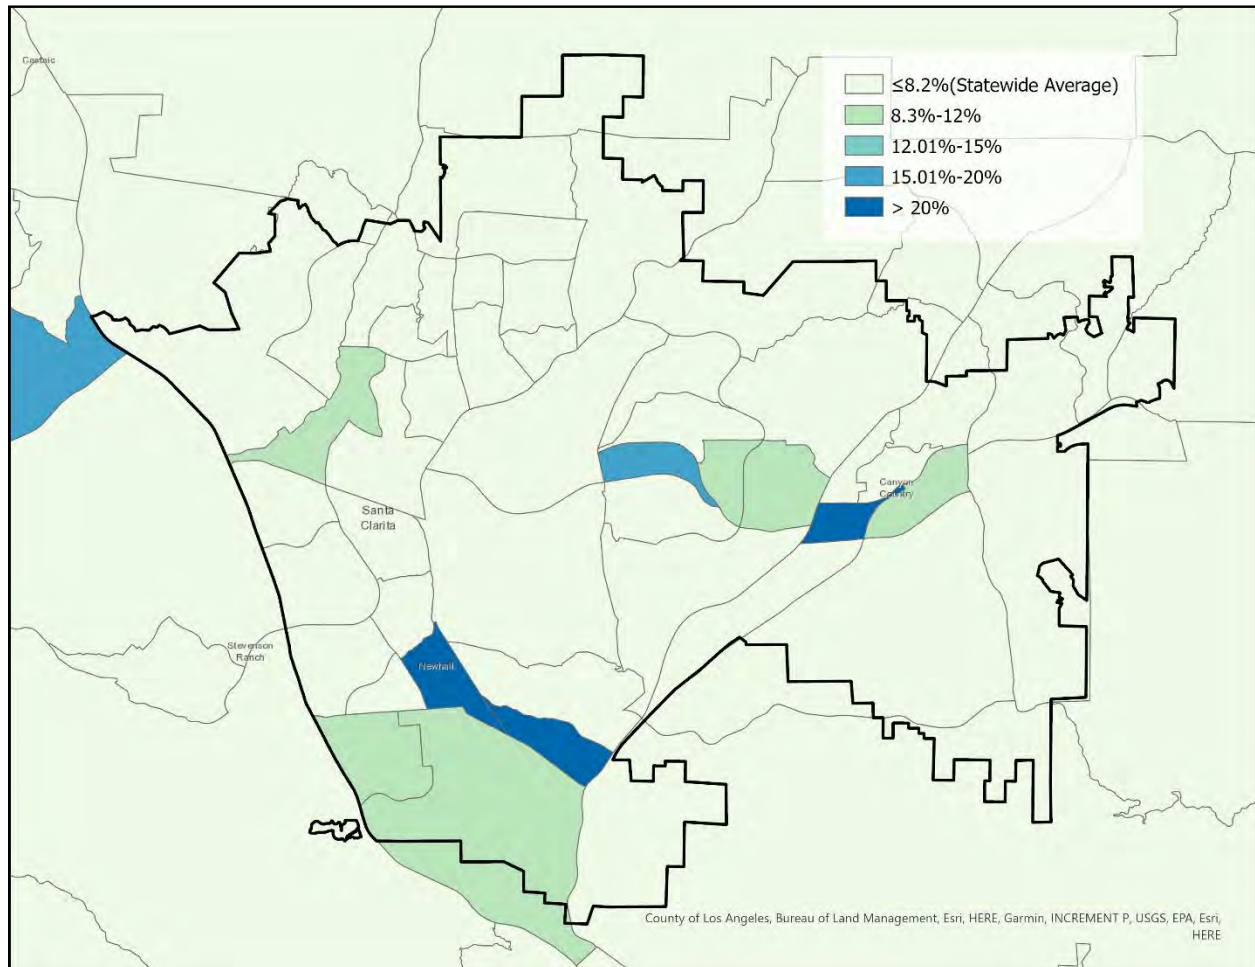 Castaic
≤8.2%(Statewide Average)
8.3%-12%
12.01%-15%
15.01%-20%
> 20%
Canyon
Country
Santa
Clarita
Stevenson
Ranch
Newhall
County of Los Angeles, Bureau of Land Management, Esri, HERE, Garmin, INCREMENT P, USGS, EPA, Esri,
HERE